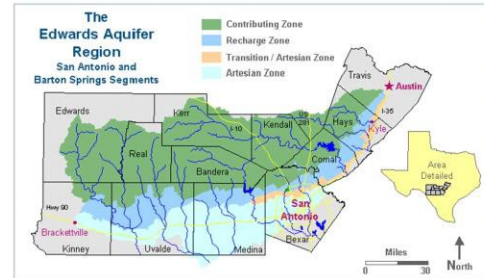 The
Edwards Aquifer
Region
San Antonio and
Barton Springs Segments
Contributing Zone
Recharge Zone
Transition / Artesian Zone
Artesian Zone
Travis
Austin
Edwards
Kerr
Kendall
281
Hays
I-35
I-10
Kyle
Real
Comal
Bandera
Area
Detailed
Hwy 90
San
Antonio
Brackettville
Bexar
Kinney
Uvalde
Medina
Miles
0
30
North